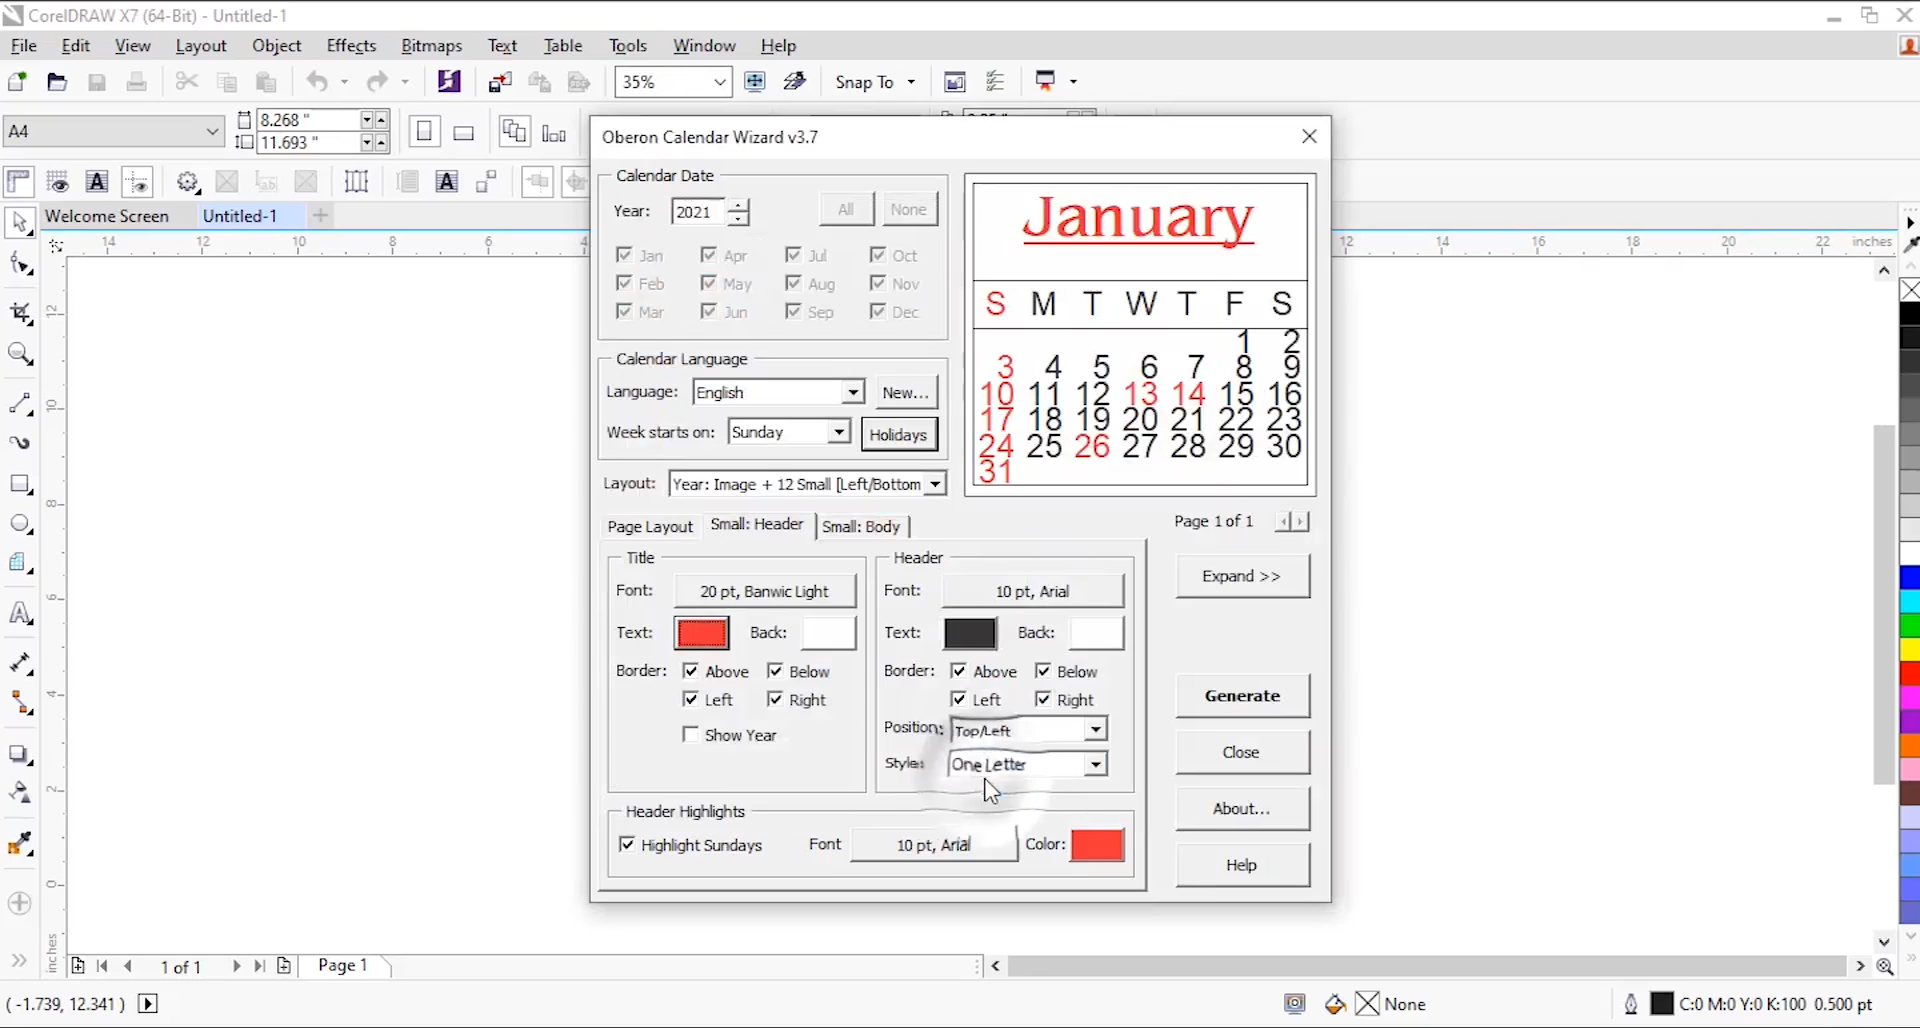 CorelDRAW X7 (64-Bit) - Untitled-1
File Edit View Layout Object Effects Bitmaps Text Table Tools Window Help
35% Snap To
A4 8.268 "
11.693 "
Welcome Screen Untitled-1
14 12 10 8 6 4 12 14 16 18 20 22 inches
12
10
8
6
4
2
0
inches
Oberon Calendar Wizard v3.7
Calendar Date
Year: 2021 All None
Jan Apr Jul Oct
Feb May Aug Nov
Mar Jun Sep Dec
Calendar Language
Language: English New...
Week starts on: Sunday Holidays
Layout: Year: Image + 12 Small [Left/Bottom
January
S M T W T F S
1 2
3 4 5 6 7 8 9
10 11 12 13 14 15 16
17 18 19 20 21 22 23
24 25 26 27 28 29 30
31
Page 1 of 1
Page Layout Small: Header Small: Body
Title
Font: 20 pt, Banwic Light
Text: Back:
Border: Above Below
Left Right
Show Year
Header
Font: 10 pt, Arial
Text: Back:
Border: Above Below
Left Right
Position: Top/Left
Style: One Letter
Header Highlights
Highlight Sundays Font 10 pt, Arial Color:
Expand >>
Generate
Close
About...
Help
1 of 1 Page 1
( -1.739, 12.341 ) None C:0 M:0 Y:0 K:100 0.500 pt